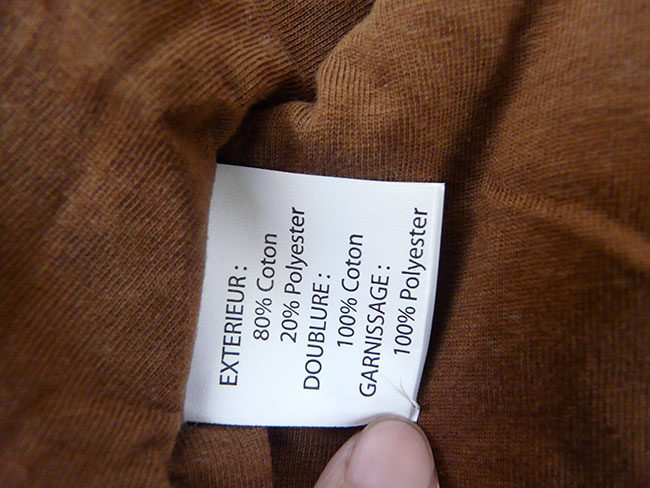 EXTERIEUR :
80% Coton
20% Polyester
DOUBLURE :
100% Coton
GARNISSAGE :
100% Polyester